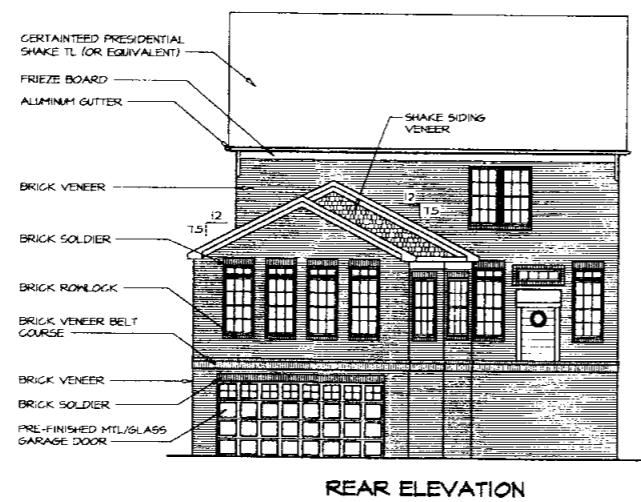 CERTAINTEED PRESIDENTIAL
SHAKE TL (OR EQUIVALENT)
FRIEZE BOARD
ALUMINUM GUTTER
SHAKE SIDING
VENEER
BRICK VENEER
12
7.5
12
7.5
BRICK SOLDIER
BRICK ROWLOCK
BRICK VENEER BELT
COURSE
BRICK VENEER
BRICK SOLDIER
PRE-FINISHED MTL/GLASS
GARAGE DOOR
REAR ELEVATION